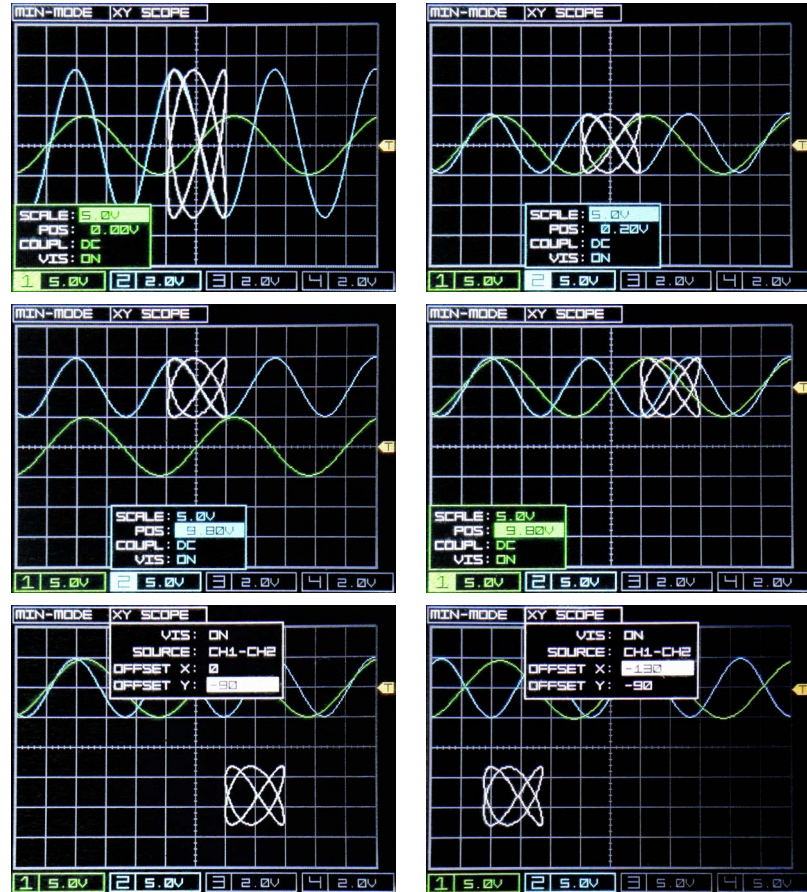 MIN-MODE XY SCOPE
T
SCALE: 5.0V
POS: 0.00V
COUPL: DC
VIS: ON
1 5.0V 2 2.0V 3 2.0V 4 2.0V
MIN-MODE XY SCOPE
T
SCALE: 5.0V
POS: 0.20V
COUPL: DC
VIS: ON
1 5.0V 2 5.0V 3 2.0V 4 2.0V
MIN-MODE XY SCOPE
T
SCALE: 5.0V
POS: 9.80V
COUPL: DC
VIS: ON
1 5.0V 2 5.0V 3 2.0V 4 2.0V
MIN-MODE XY SCOPE
T
SCALE: 5.0V
POS: 9.80V
COUPL: DC
VIS: ON
1 5.0V 2 5.0V 3 2.0V 4 2.0V
MIN-MODE XY SCOPE
VIS: ON
SOURCE: CH1-CH2
OFFSET X: 0
OFFSET Y: -90
T
1 5.0V 2 5.0V 3 2.0V 4 2.0V
MIN-MODE XY SCOPE
VIS: ON
SOURCE: CH1-CH2
OFFSET X: -130
OFFSET Y: -90
T
1 5.0V 2 5.0V 3 2.0V 4 2.0V